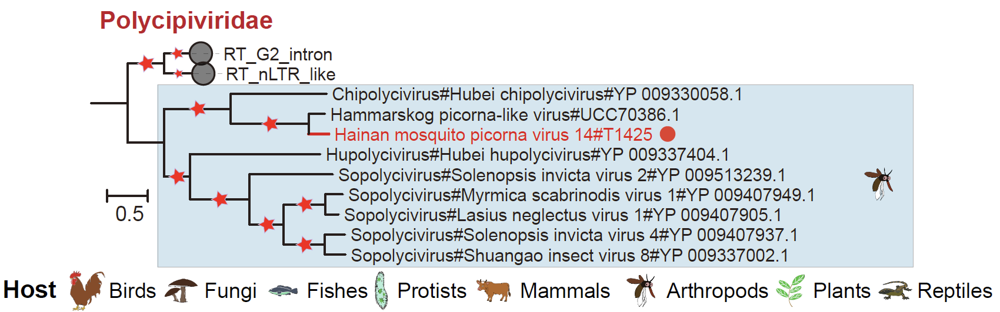 Polycipiviridae
RT_G2_intron
RT_nLTR_like
Chipolycivirus#Hubei chipolycivirus#YP 009330058.1
Hammarskog picorna-like virus#UCC70386.1
Hainan mosquito picorna virus 14#T1425
Hupolycivirus#Hubei hupolycivirus#YP 009337404.1
Sopolycivirus#Solenopsis invicta virus 2#YP 009513239.1
Sopolycivirus#Myrmica scabrinodis virus 1#YP 009407949.1
Sopolycivirus#Lasius neglectus virus 1#YP 009407905.1
Sopolycivirus#Solenopsis invicta virus 4#YP 009407937.1
Sopolycivirus#Shuangao insect virus 8#YP 009337002.1
0.5
Host Birds Fungi Fishes Protists Mammals Arthropods Plants Reptiles